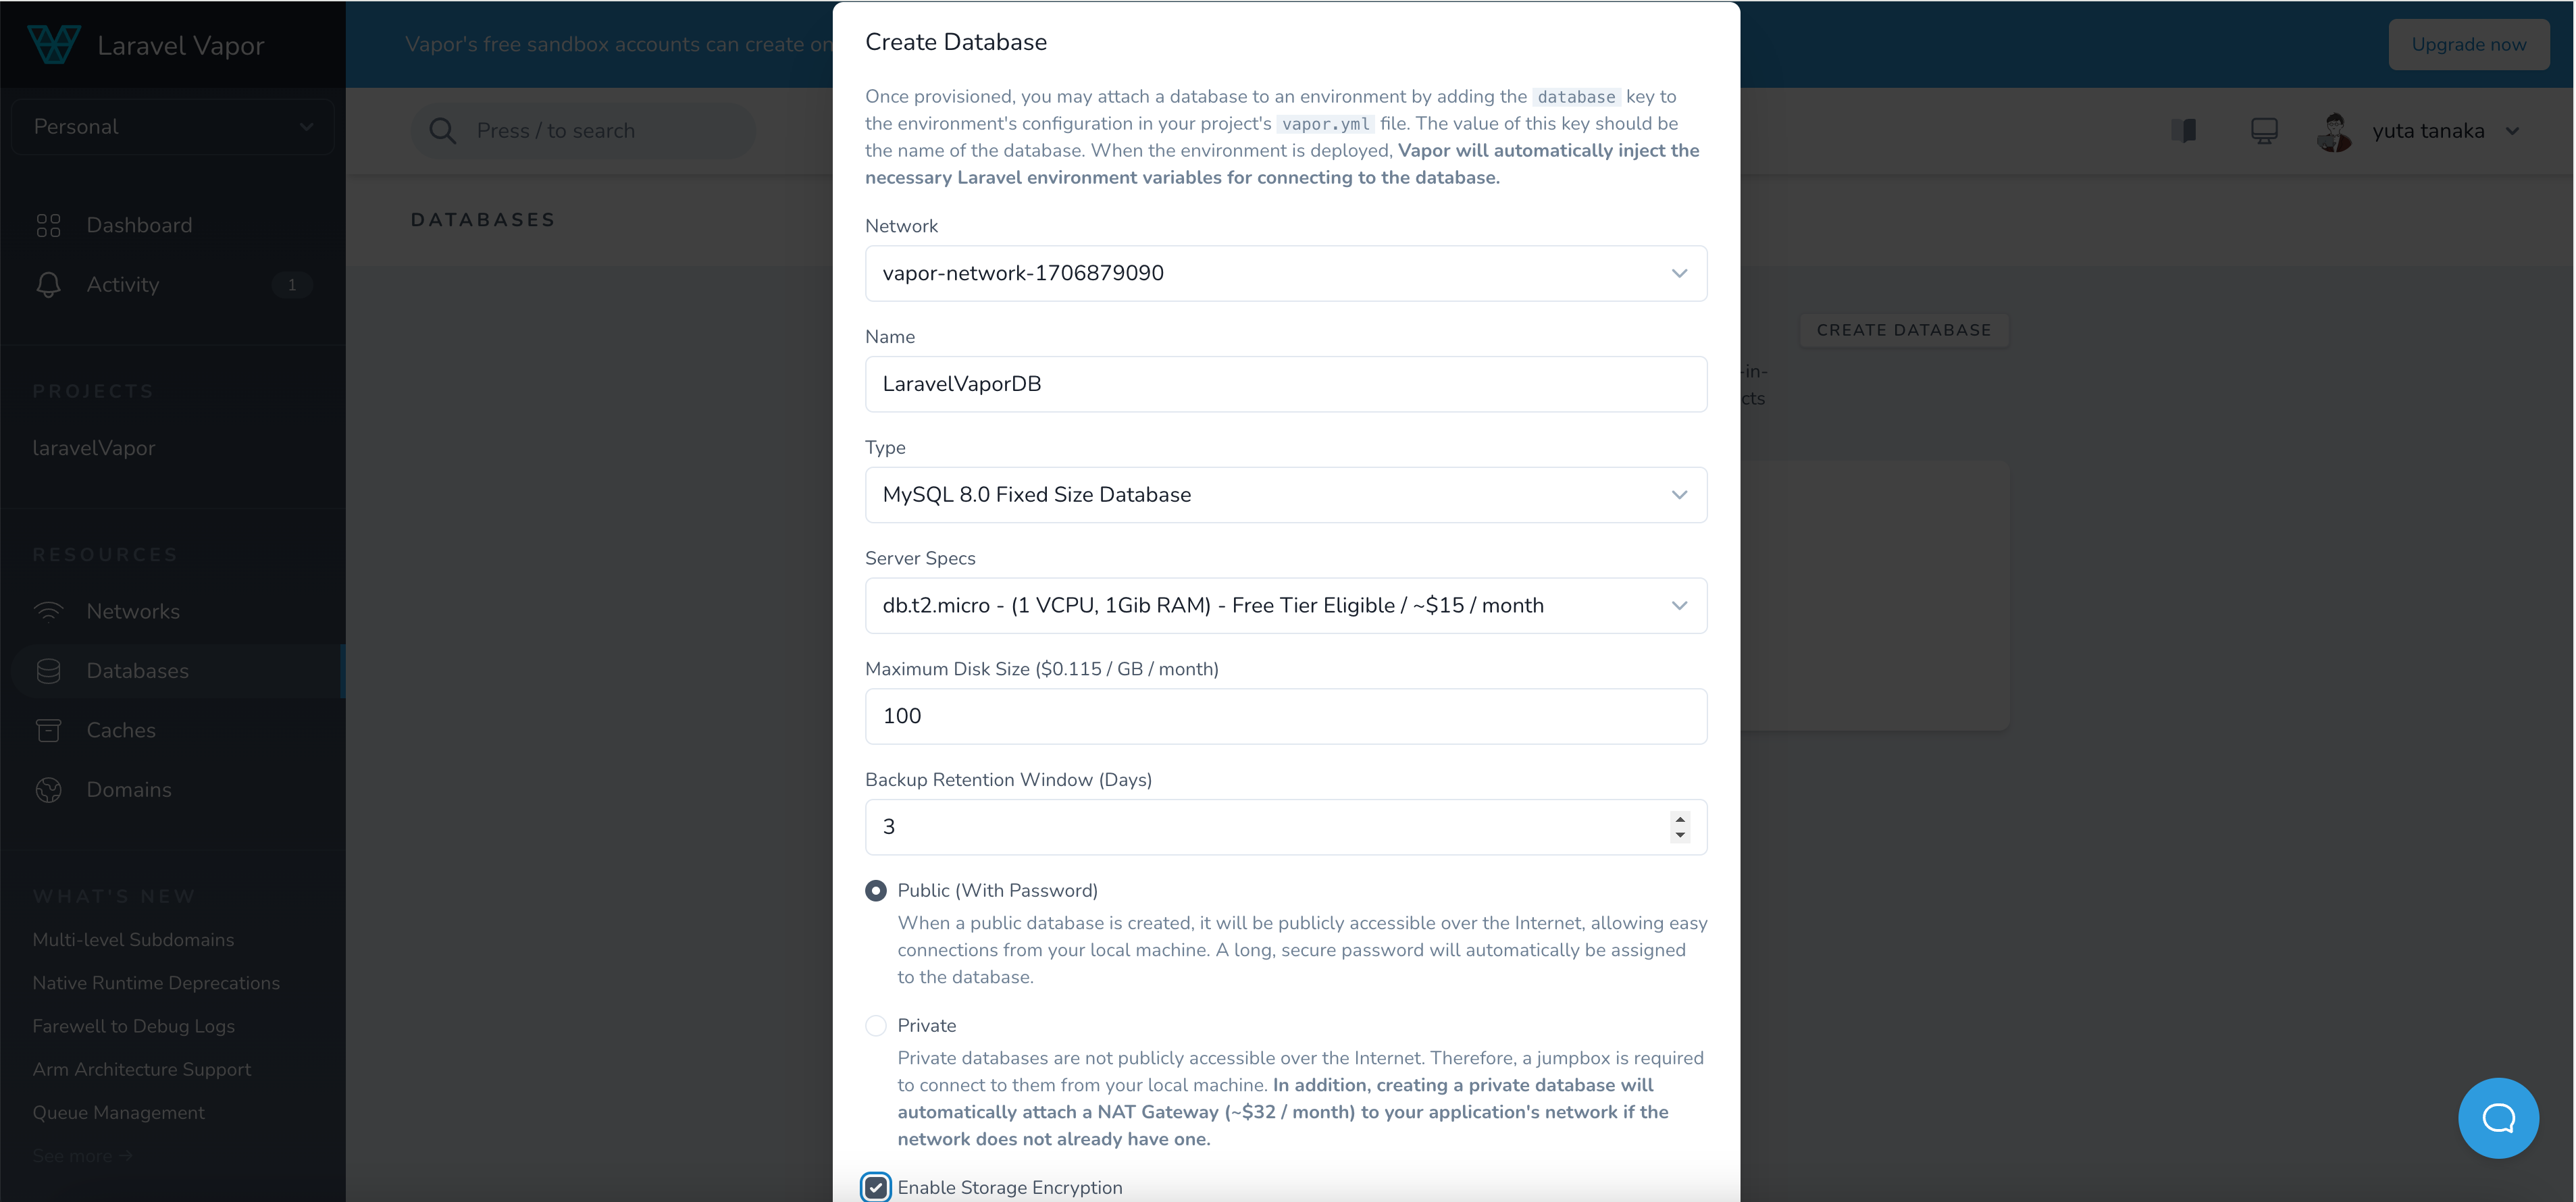 Laravel Vapor
Vapor's free sandbox accounts can create on
Upgrade now
Personal
Press / to search
yuta tanaka
Dashboard
Activity
1
PROJECTS
laravelVapor
RESOURCES
Networks
Databases
Caches
Domains
WHAT'S NEW
Multi-level Subdomains
Native Runtime Deprecations
Farewell to Debug Logs
Arm Architecture Support
Queue Management
See more →
DATABASES
CREATE DATABASE
-in-
cts
Create Database
Once provisioned, you may attach a database to an environment by adding the database key to
the environment's configuration in your project's vapor.yml file. The value of this key should be
the name of the database. When the environment is deployed, Vapor will automatically inject the
necessary Laravel environment variables for connecting to the database.
Network
vapor-network-1706879090
Name
LaravelVaporDB
Type
MySQL 8.0 Fixed Size Database
Server Specs
db.t2.micro - (1 VCPU, 1Gib RAM) - Free Tier Eligible / ~$15 / month
Maximum Disk Size ($0.115 / GB / month)
100
Backup Retention Window (Days)
3
Public (With Password)
When a public database is created, it will be publicly accessible over the Internet, allowing easy
connections from your local machine. A long, secure password will automatically be assigned
to the database.
Private
Private databases are not publicly accessible over the Internet. Therefore, a jumpbox is required
to connect to them from your local machine. In addition, creating a private database will
automatically attach a NAT Gateway (~$32 / month) to your application's network if the
network does not already have one.
Enable Storage Encryption